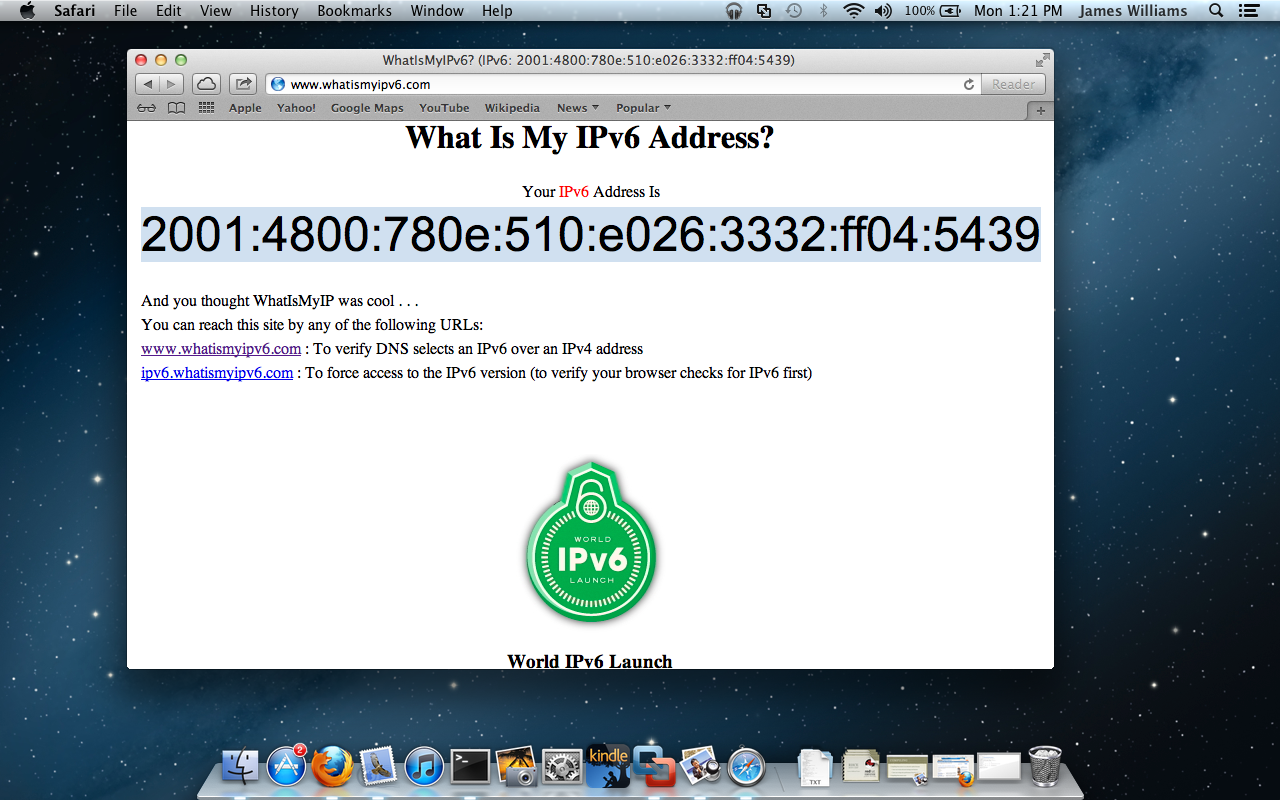 Safari File Edit View History Bookmarks Window Help 100% Mon 1:21 PM James Williams
WhatIsMyIPv6? (IPv6: 2001:4800:780e:510:e026:3332:ff04:5439)
www.whatismyipv6.com Reader
Apple Yahoo! Google Maps YouTube Wikipedia News Popular
What Is My IPv6 Address?
Your IPv6 Address Is
2001:4800:780e:510:e026:3332:ff04:5439
And you thought WhatIsMyIP was cool . . .
You can reach this site by any of the following URLs:
www.whatismyipv6.com : To verify DNS selects an IPv6 over an IPv4 address
ipv6.whatismyipv6.com : To force access to the IPv6 version (to verify your browser checks for IPv6 first)
WORLD
IPv6
LAUNCH
World IPv6 Launch
2
kindle
TXT